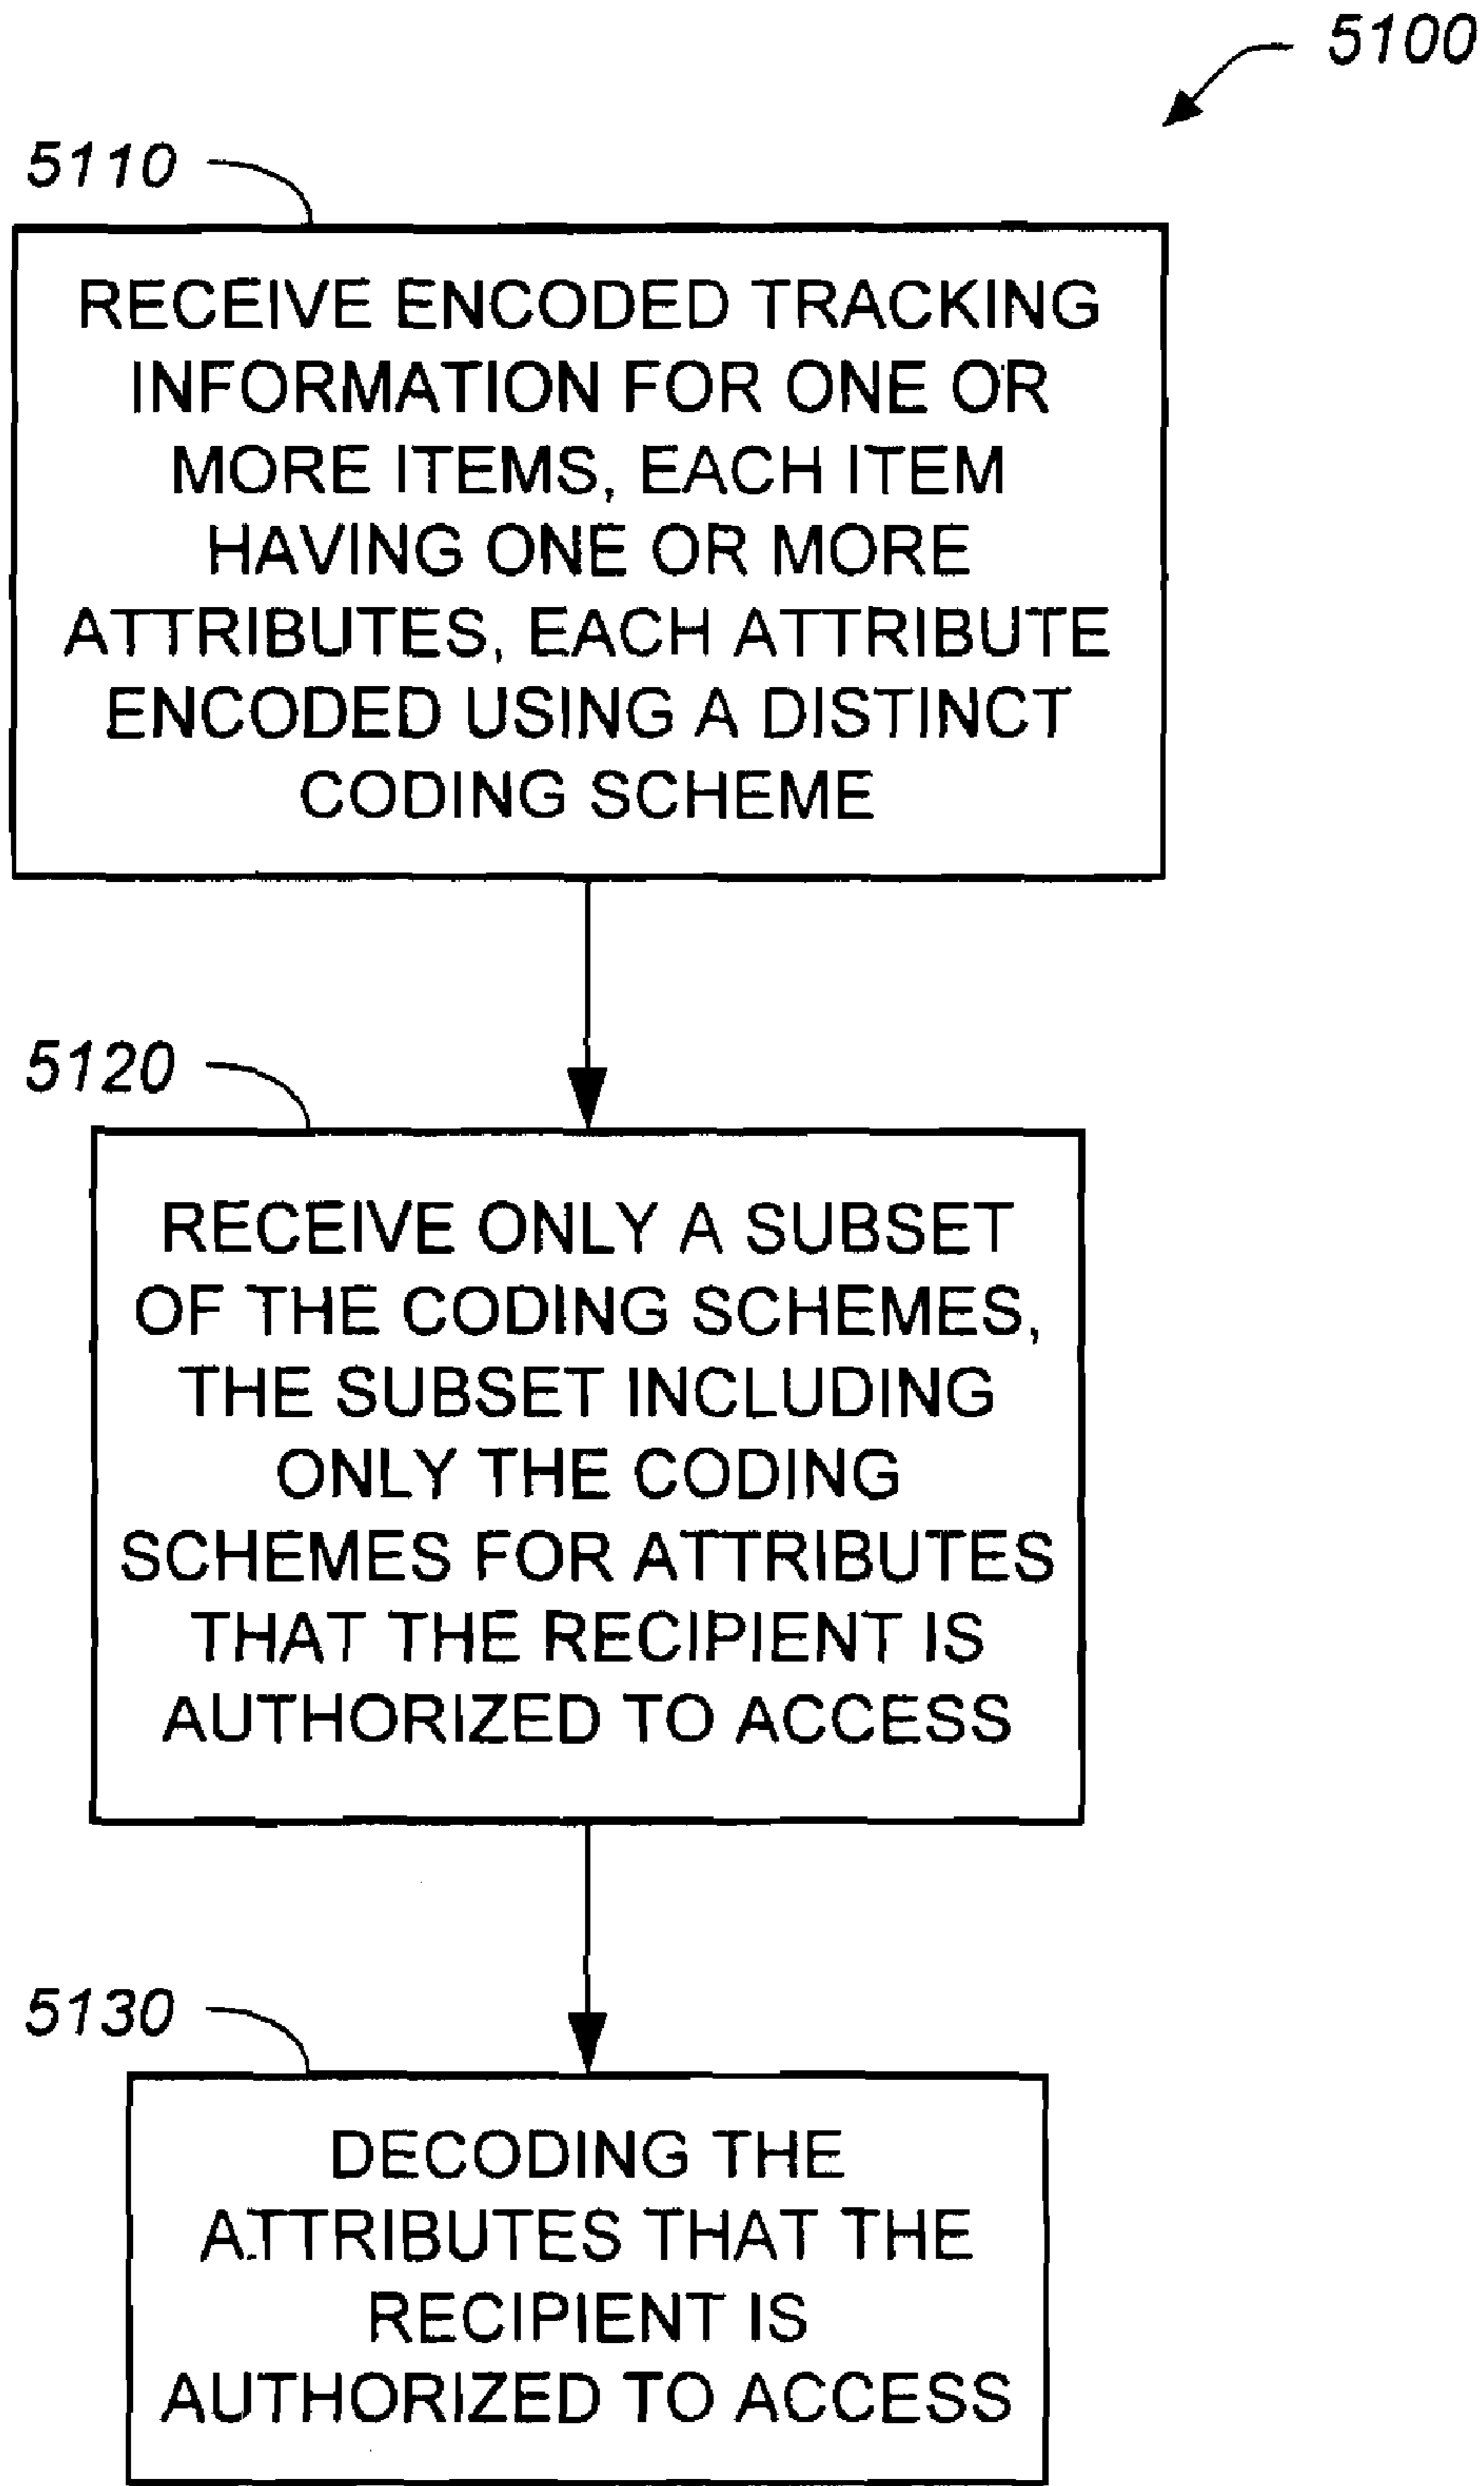 5100
5110
RECEIVE ENCODED TRACKING
INFORMATION FOR ONE OR
MORE ITEMS, EACH ITEM
HAVING ONE OR MORE
ATTRIBUTES, EACH ATTRIBUTE
ENCODED USING A DISTINCT
CODING SCHEME
5120
RECEIVE ONLY A SUBSET
OF THE CODING SCHEMES,
THE SUBSET INCLUDING
ONLY THE CODING
SCHEMES FOR ATTRIBUTES
THAT THE RECIPIENT IS
AUTHORIZED TO ACCESS
5130
DECODING THE
ATTRIBUTES THAT THE
RECIPIENT IS
AUTHORIZED TO ACCESS